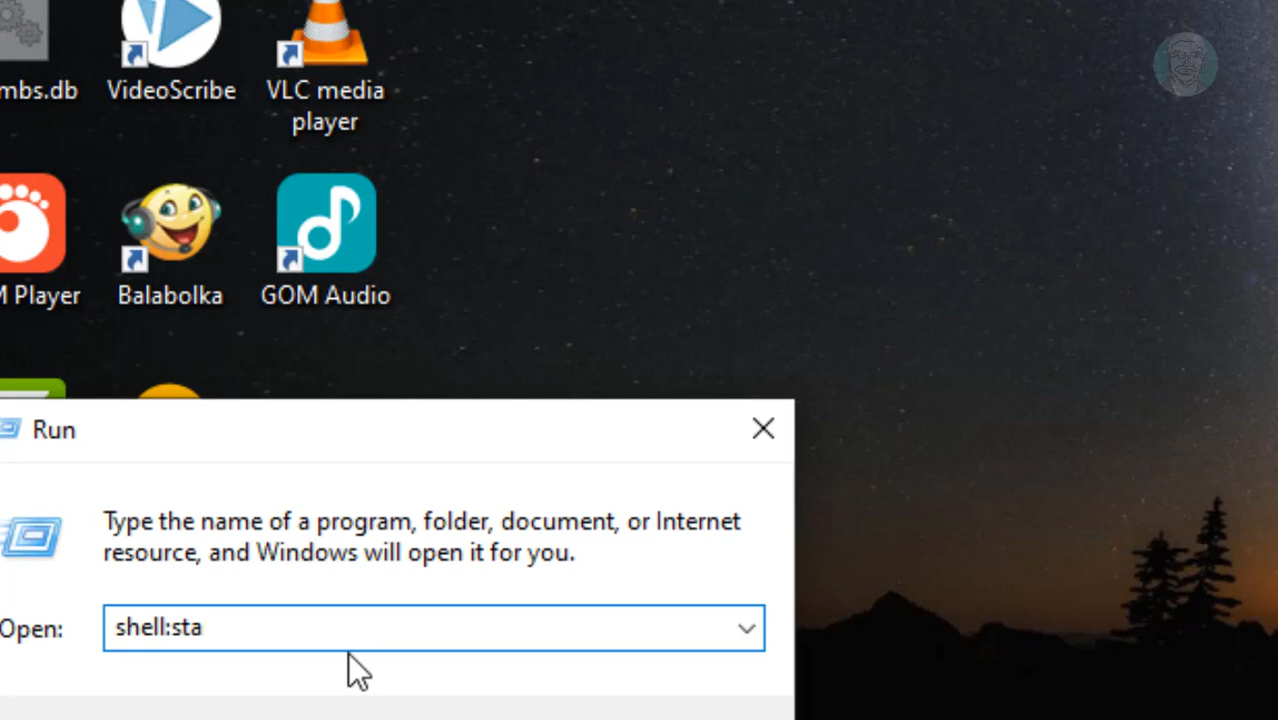 mbs.db
VideoScribe
VLC media
player
M Player
Balabolka
GOM Audio
Run
Type the name of a program, folder, document, or Internet
resource, and Windows will open it for you.
Open:
shell:sta